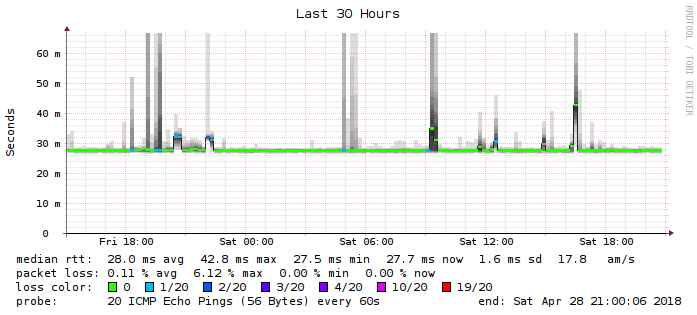 Last 30 Hours
RRDTOOL / TOBI OETIKER
Seconds
60 m
50 m
40 m
30 m
20 m
10 m
0
Fri 18:00 Sat 00:00 Sat 06:00 Sat 12:00 Sat 18:00
median rtt: 28.0 ms avg 42.8 ms max 27.5 ms min 27.7 ms now 1.6 ms sd 17.8 am/s
packet loss: 0.11 % avg 6.12 % max 0.00 % min 0.00 % now
loss color: 0 1/20 2/20 3/20 4/20 10/20 19/20
probe: 20 ICMP Echo Pings (56 Bytes) every 60s end: Sat Apr 28 21:00:06 2018